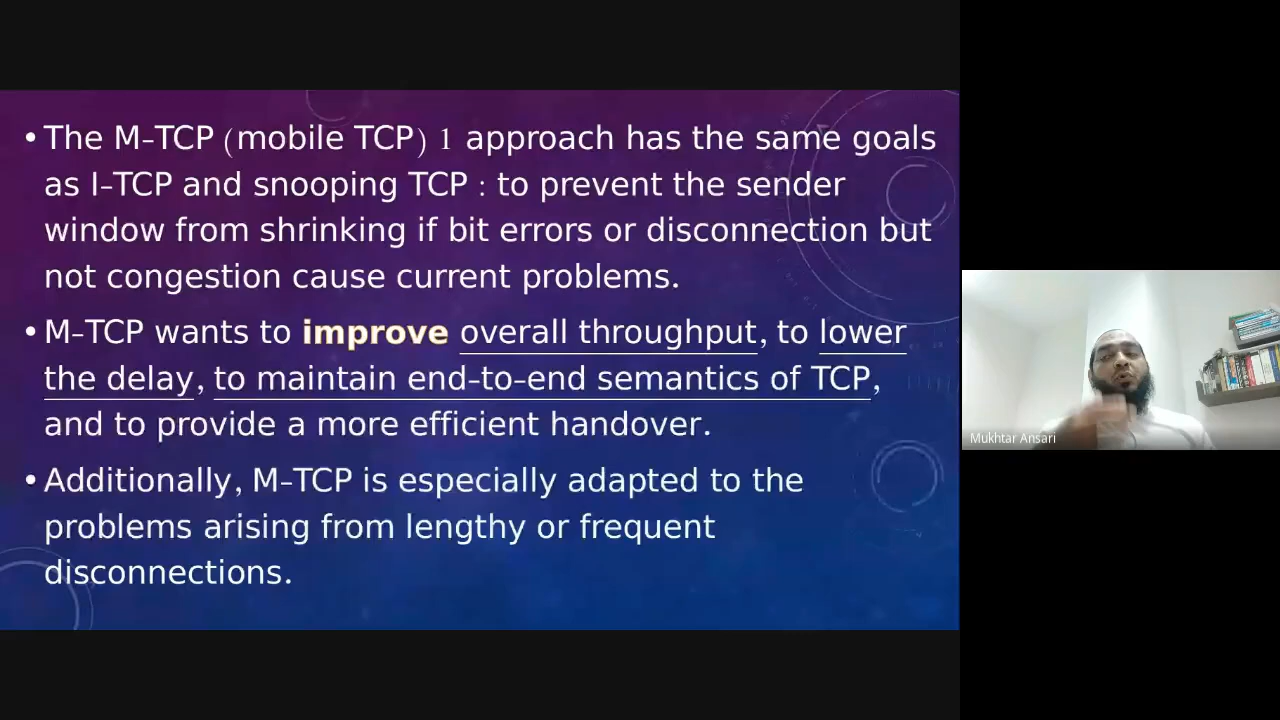 • The M-TCP (mobile TCP) 1 approach has the same goals
as I-TCP and snooping TCP : to prevent the sender
window from shrinking if bit errors or disconnection but
not congestion cause current problems.
• M-TCP wants to improve overall throughput, to lower
the delay, to maintain end-to-end semantics of TCP,
and to provide a more efficient handover.
• Additionally, M-TCP is especially adapted to the
problems arising from lengthy or frequent
disconnections.
Mukhtar Ansari